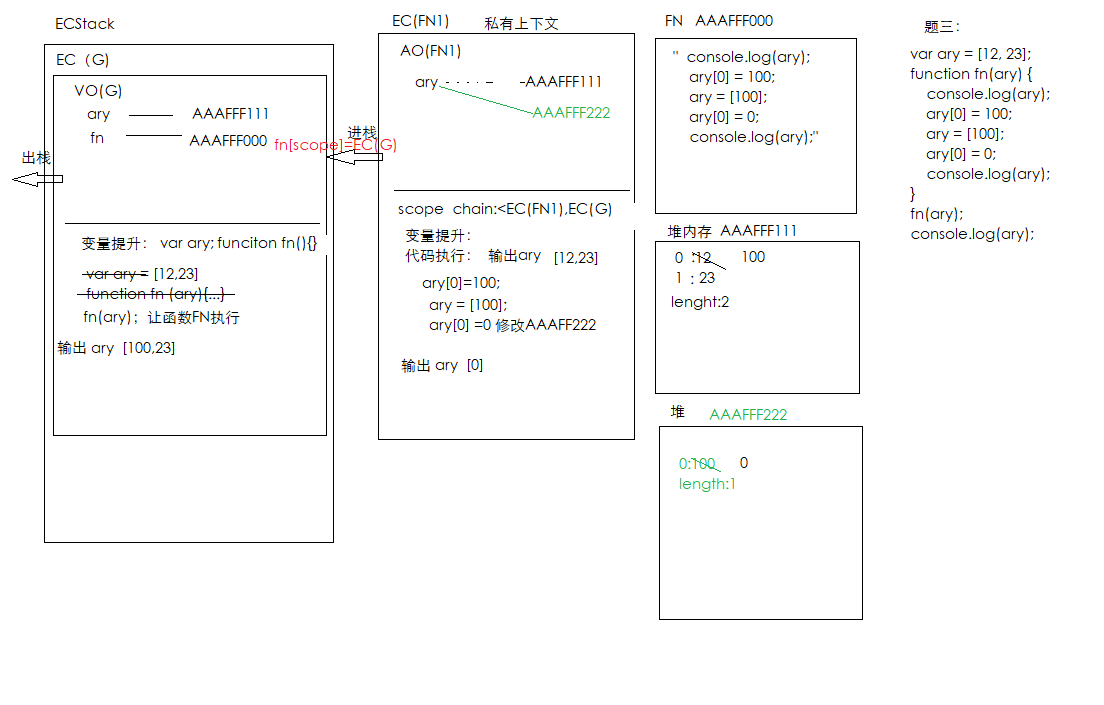 ECStack
EC（G）
VO(G)
ary AAAFFF111
fn AAAFFF000 fn[scope]=EC(G)
出栈
进栈
变量提升： var ary; funciton fn(){}
var ary = [12,23]
function fn (ary){...}
fn(ary)；让函数FN执行
输出 ary [100,23]
EC(FN1) 私有上下文
AO(FN1)
ary -AAAFFF111
AAAFFF222
scope chain:<EC(FN1),EC(G)
变量提升：
代码执行： 输出ary [12,23]
ary[0]=100;
ary = [100];
ary[0] =0 修改AAAFF222
输出 ary [0]
FN AAAFFF000
" console.log(ary);
ary[0] = 100;
ary = [100];
ary[0] = 0;
console.log(ary);"
堆内存 AAAFFF111
0 :12 100
1 : 23
lenght:2
堆 AAAFFF222
0:100 0
length:1
题三：
var ary = [12, 23];
function fn(ary) {
console.log(ary);
ary[0] = 100;
ary = [100];
ary[0] = 0;
console.log(ary);
}
fn(ary);
console.log(ary);